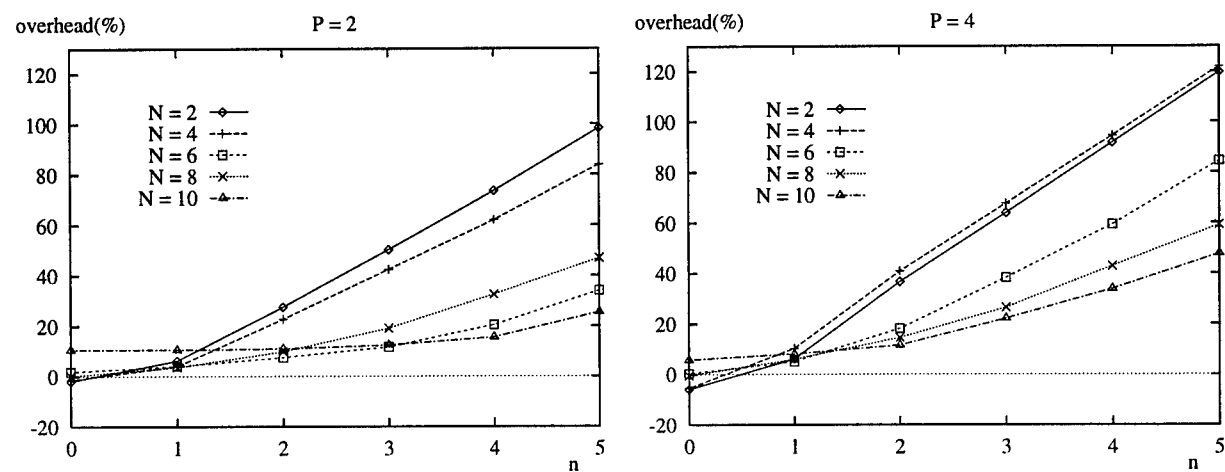 overhead(%)
P = 2
120
100
80
60
40
20
0
-20
N = 2
N = 4
N = 6
N = 8
N = 10
0 1 2 3 4 5
n
overhead(%)
P = 4
120
100
80
60
40
20
0
-20
N = 2
N = 4
N = 6
N = 8
N = 10
0 1 2 3 4 5
n